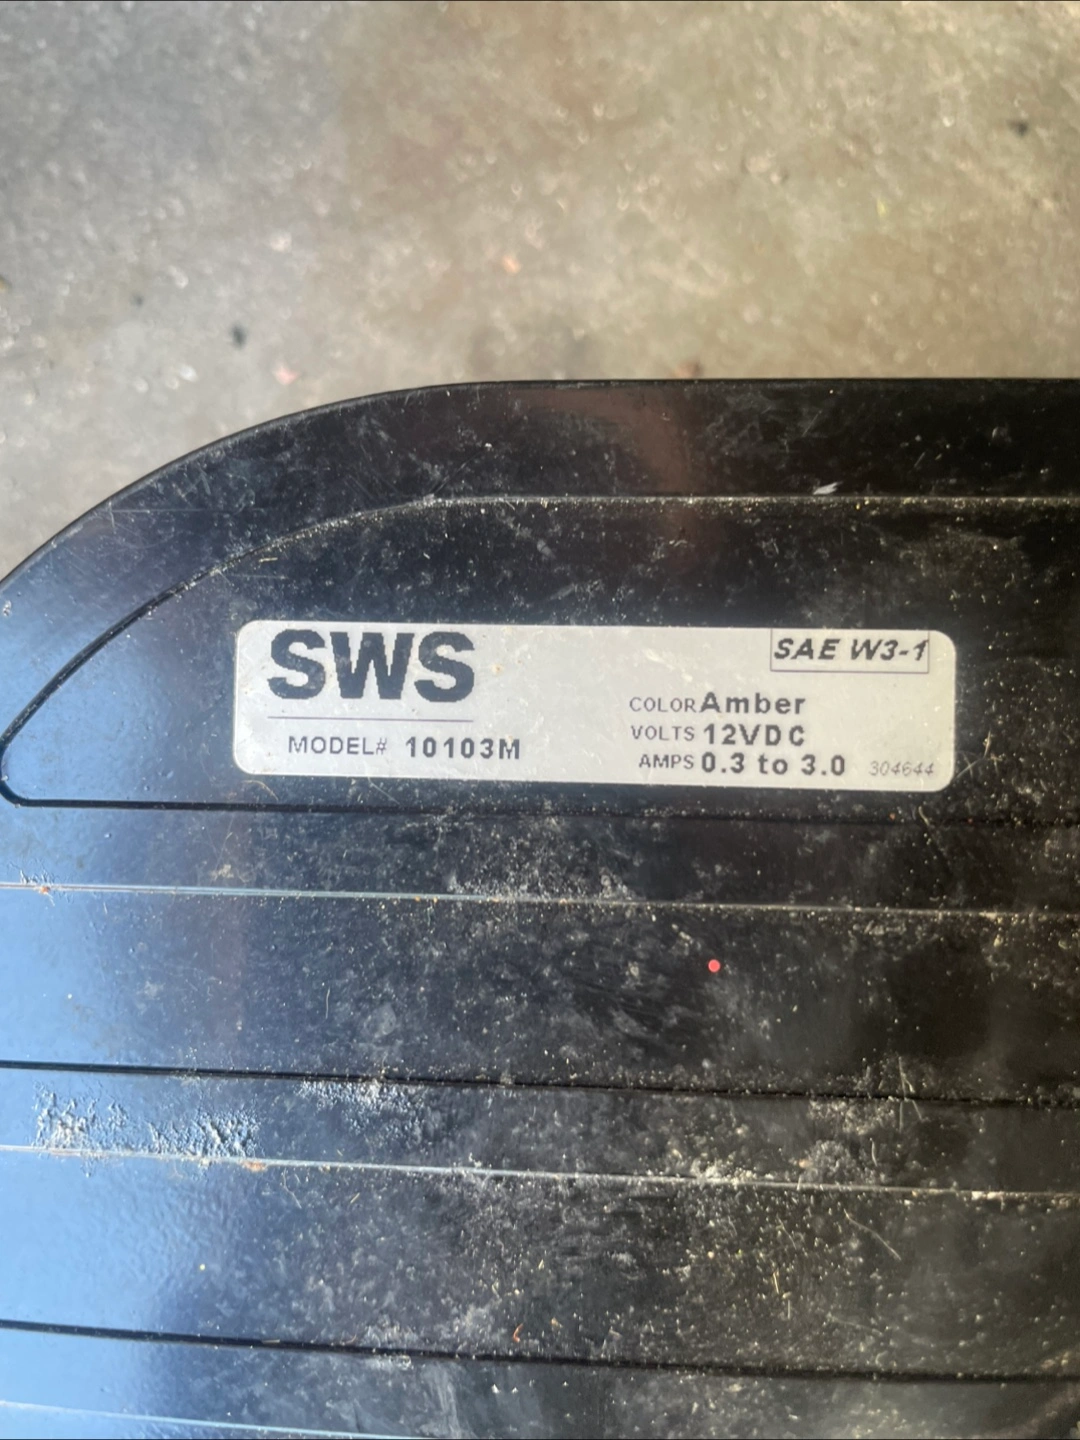 SWS
SAE W3-1
MODEL# 10103M
COLOR Amber
VOLTS 12VDC
AMPS 0.3 to 3.0
304644